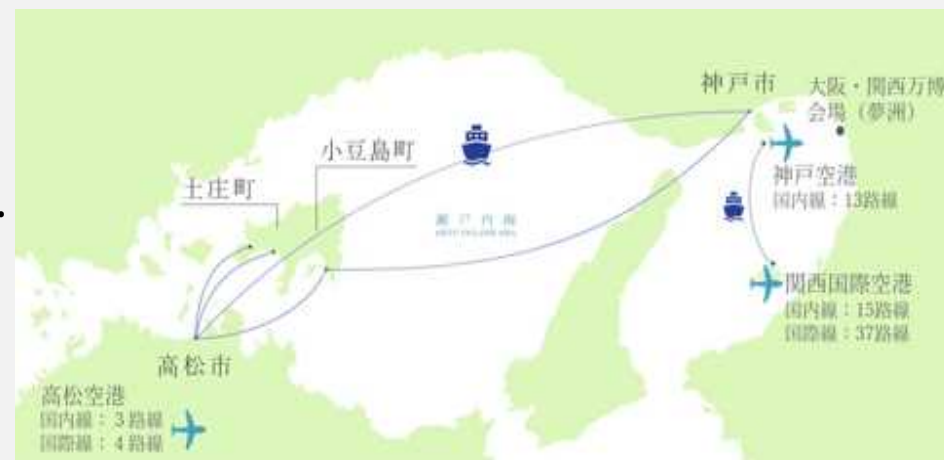 神戸市
大阪・関西万博
会場（夢洲）
小豆島町
土庄町
神戸空港
国内線：13路線
瀬戸内海
関西国際空港
国内線：15路線
国際線：37路線
高松市
高松空港
国内線：3路線
国際線：4路線